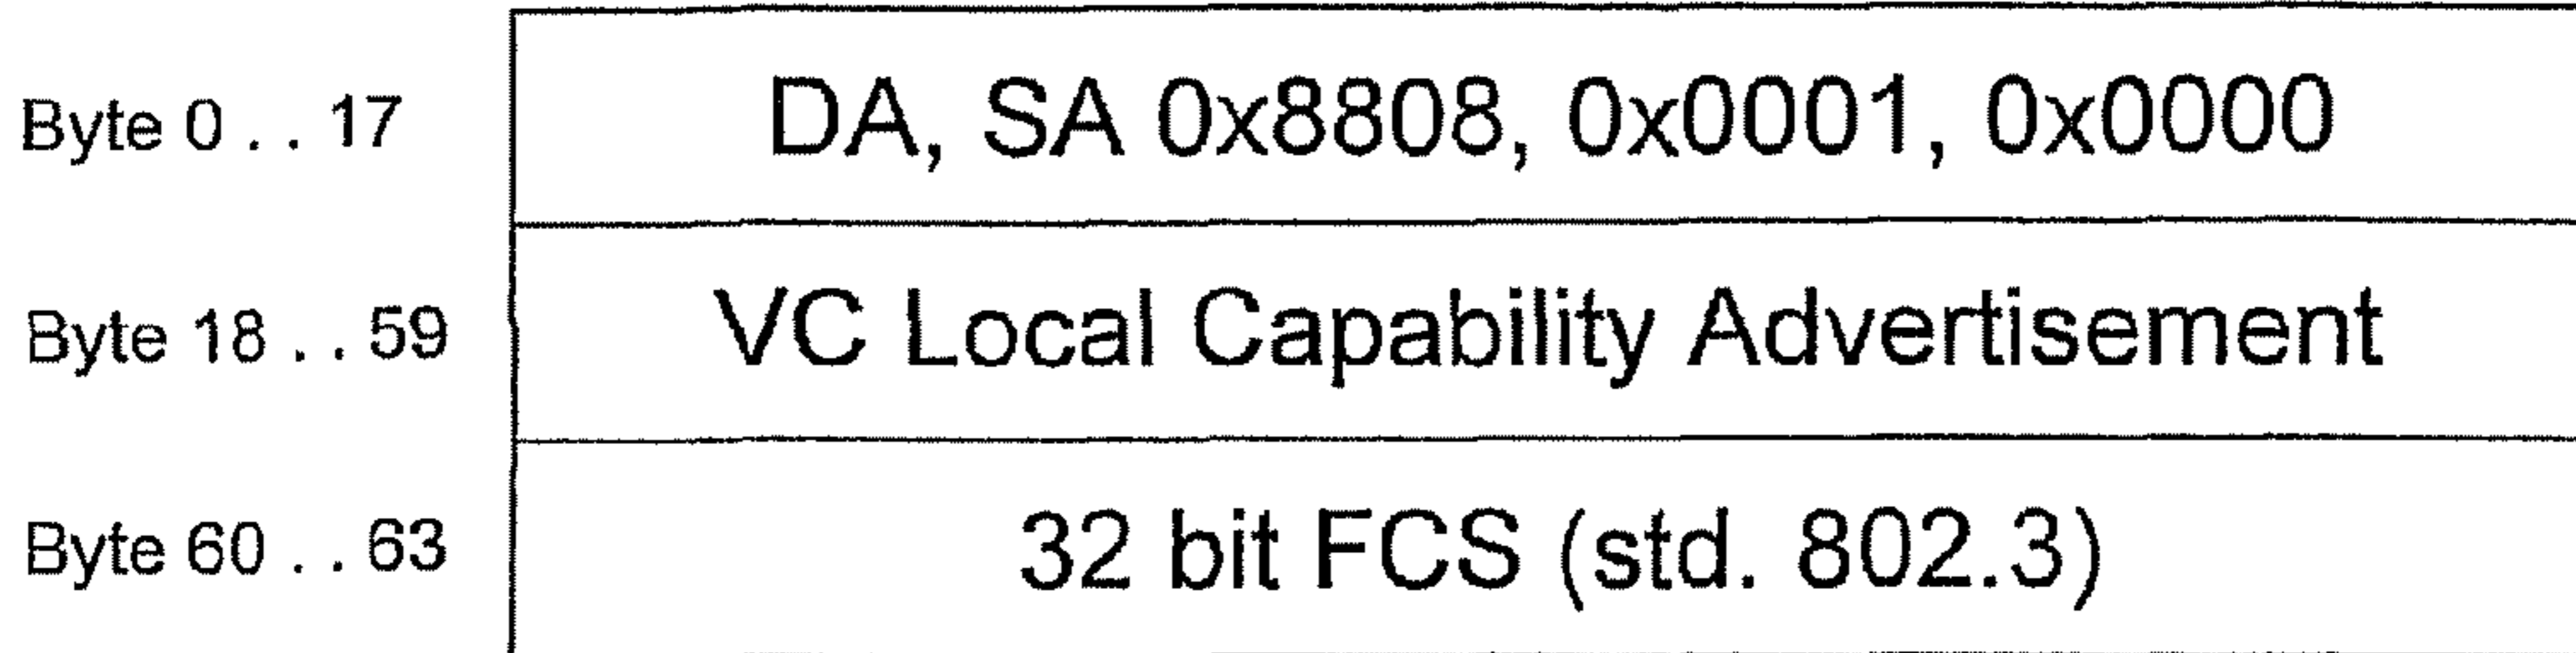 Byte 0 . . 17
DA, SA 0x8808, 0x0001, 0x0000
Byte 18 . . 59
VC Local Capability Advertisement
Byte 60 . . 63
32 bit FCS (std. 802.3)